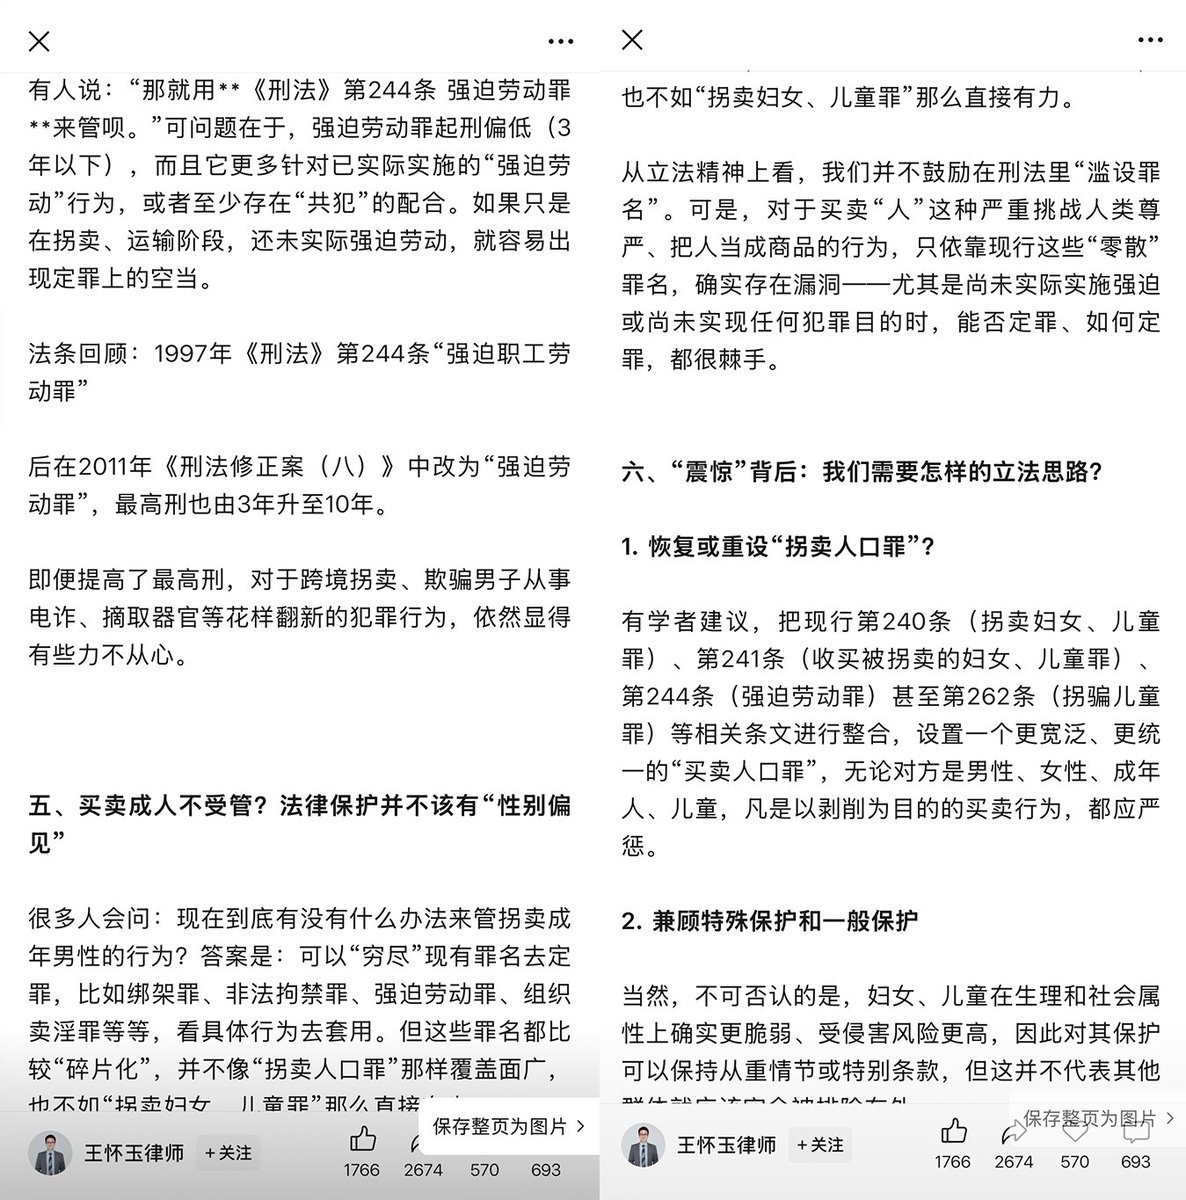 有人说：“那就用**《刑法》第244条 强迫劳动罪
**来管呗。”可问题在于，强迫劳动罪起刑偏低（3
年以下），而且它更多针对已实际实施的“强迫劳
动”行为，或者至少存在“共犯”的配合。如果只是
在拐卖、运输阶段，还未实际强迫劳动，就容易出
现定罪上的空当。
法条回顾：1997年《刑法》第244条“强迫职工劳
动罪”
后在2011年《刑法修正案（八）》中改为“强迫劳
动罪”，最高刑也由3年升至10年。
即便提高了最高刑，对于跨境拐卖、欺骗男子从事
电诈、摘取器官等花样翻新的犯罪行为，依然显得
有些力不从心。
五、买卖成人不受管？法律保护并不该有“性别偏
见”
很多人会问：现在到底有没有什么办法来管拐卖成
年男性的行为？答案是：可以“穷尽”现有罪名去定
罪，比如绑架罪、非法拘禁罪、强迫劳动罪、组织
卖淫罪等等，看具体行为去套用。但这些罪名都比
较“碎片化”，并不像“拐卖人口罪”那样覆盖面广，
也不如“拐卖妇女、儿童罪”那么直接
保存整页为图片 >
王怀玉律师
+关注
1766
2674
570
693
也不如“拐卖妇女、儿童罪”那么直接有力。
从立法精神上看，我们并不鼓励在刑法里“滥设罪
名”。可是，对于买卖“人”这种严重挑战人类尊
严、把人当成商品的行为，只依靠现行这些“零散”
罪名，确实存在漏洞——尤其是尚未实际实施强迫
或尚未实现任何犯罪目的时，能否定罪、如何定
罪，都很棘手。
六、“震惊”背后：我们需要怎样的立法思路？
1. 恢复或重设“拐卖人口罪”？
有学者建议，把现行第240条（拐卖妇女、儿童
罪）、第241条（收买被拐卖的妇女、儿童罪）、
第244条（强迫劳动罪）甚至第262条（拐骗儿童
罪）等相关条文进行整合，设置一个更宽泛、更统
一的“买卖人口罪”，无论对方是男性、女性、成年
人、儿童，凡是以剥削为目的的买卖行为，都应严
惩。
2. 兼顾特殊保护和一般保护
当然，不可否认的是，妇女、儿童在生理和社会属
性上确实更脆弱、受侵害风险更高，因此对其保护
可以保持从重情节或特别条款，但这并不代表其他
保存整页为图片 >
王怀玉律师
+关注
1766
2674
570
693